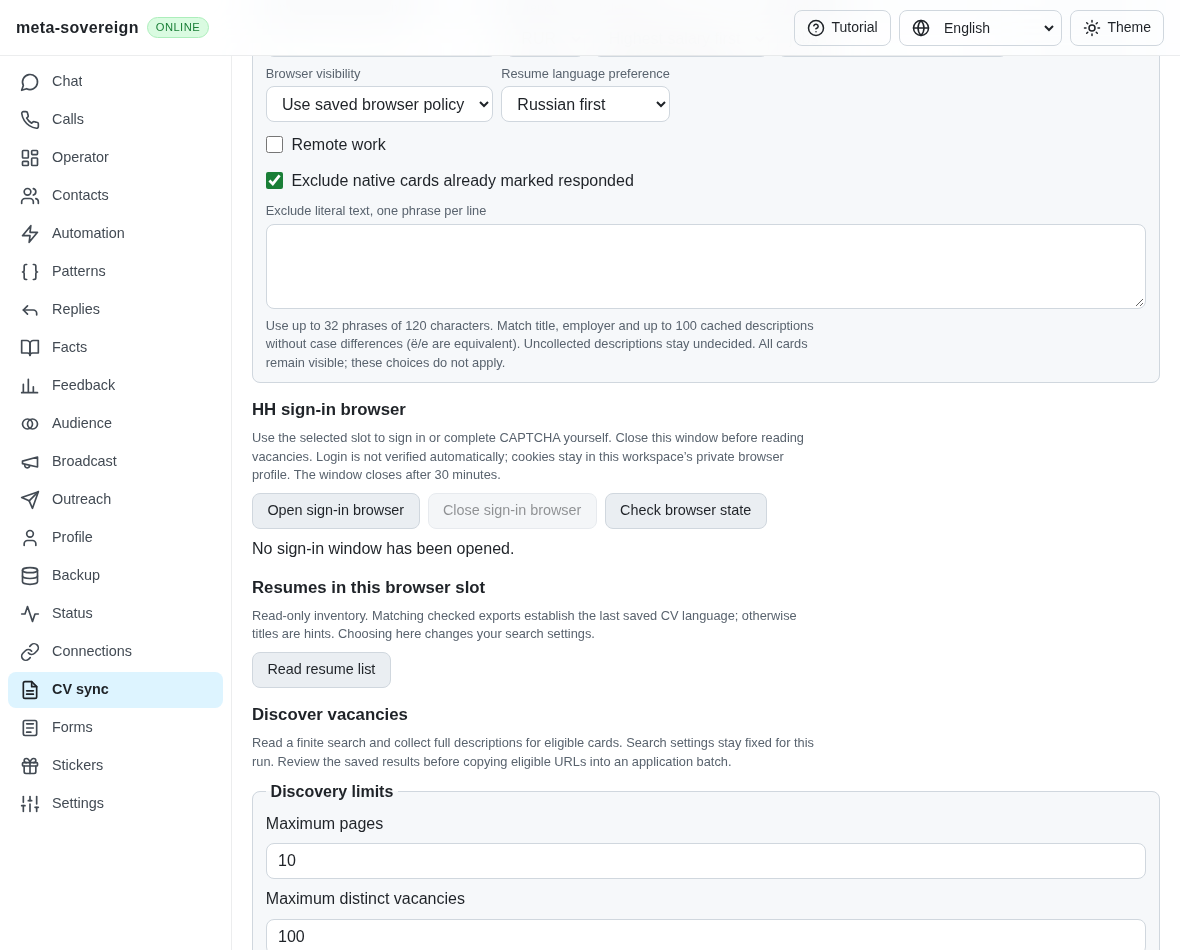 meta-sovereign ONLINE Tutorial English Theme
Chat
Calls
Operator
Contacts
Automation
Patterns
Replies
Facts
Feedback
Audience
Broadcast
Outreach
Profile
Backup
Status
Connections
CV sync
Forms
Stickers
Settings
Browser visibility Resume language preference
Use saved browser policy Russian first
Remote work
Exclude native cards already marked responded
Exclude literal text, one phrase per line
Use up to 32 phrases of 120 characters. Match title, employer and up to 100 cached descriptions
without case differences (ё/е are equivalent). Uncollected descriptions stay undecided. All cards
remain visible; these choices do not apply.
HH sign-in browser
Use the selected slot to sign in or complete CAPTCHA yourself. Close this window before reading
vacancies. Login is not verified automatically; cookies stay in this workspace's private browser
profile. The window closes after 30 minutes.
Open sign-in browser Close sign-in browser Check browser state
No sign-in window has been opened.
Resumes in this browser slot
Read-only inventory. Matching checked exports establish the last saved CV language; otherwise
titles are hints. Choosing here changes your search settings.
Read resume list
Discover vacancies
Read a finite search and collect full descriptions for eligible cards. Search settings stay fixed for this
run. Review the saved results before copying eligible URLs into an application batch.
Discovery limits
Maximum pages
10
Maximum distinct vacancies
100